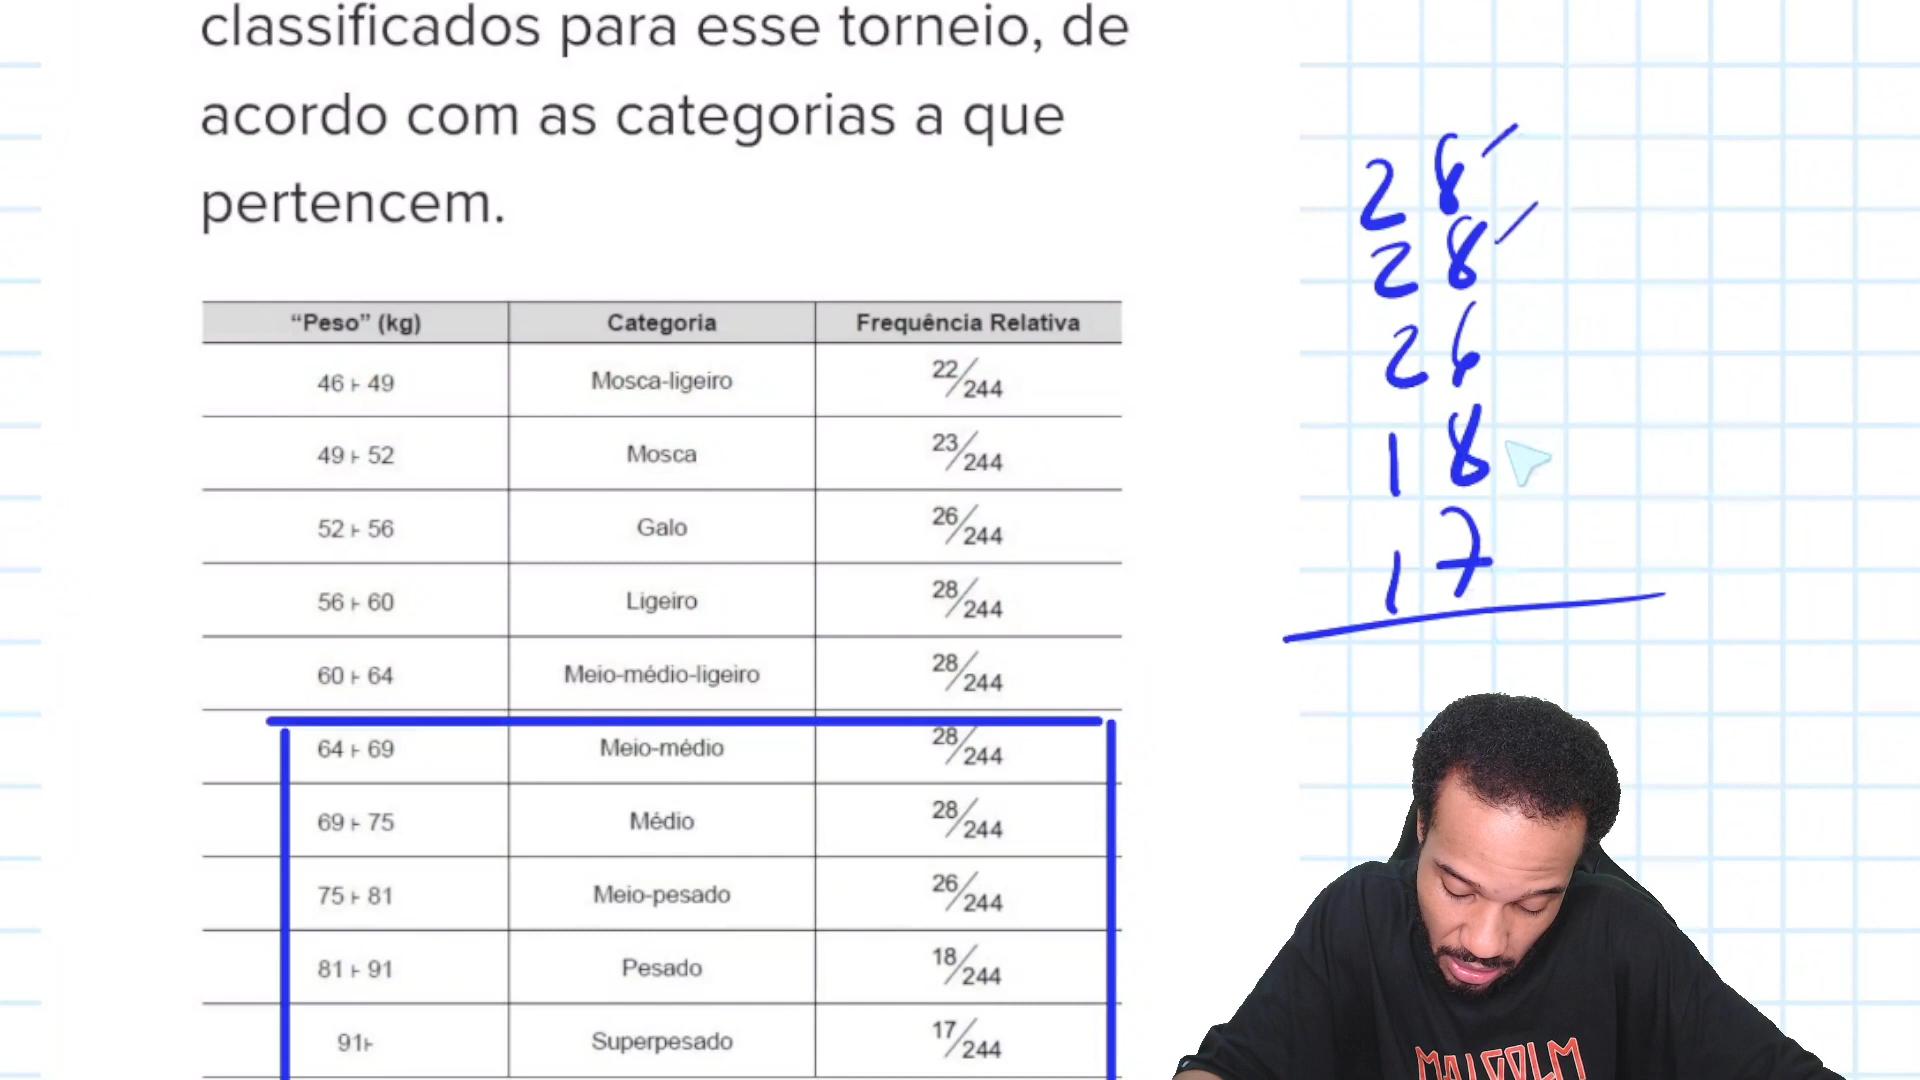 classificados para esse torneio, de
acordo com as categorias a que
pertencem.
“Peso” (kg) Categoria Frequência Relativa
46 ⊦ 49 Mosca-ligeiro 22/244
49 ⊦ 52 Mosca 23/244
52 ⊦ 56 Galo 26/244
56 ⊦ 60 Ligeiro 28/244
60 ⊦ 64 Meio-médio-ligeiro 28/244
64 ⊦ 69 Meio-médio 28/244
69 ⊦ 75 Médio 28/244
75 ⊦ 81 Meio-pesado 26/244
81 ⊦ 91 Pesado 18/244
91⊦ Superpesado 17/244
28
28
26
18
17
MALCOLM